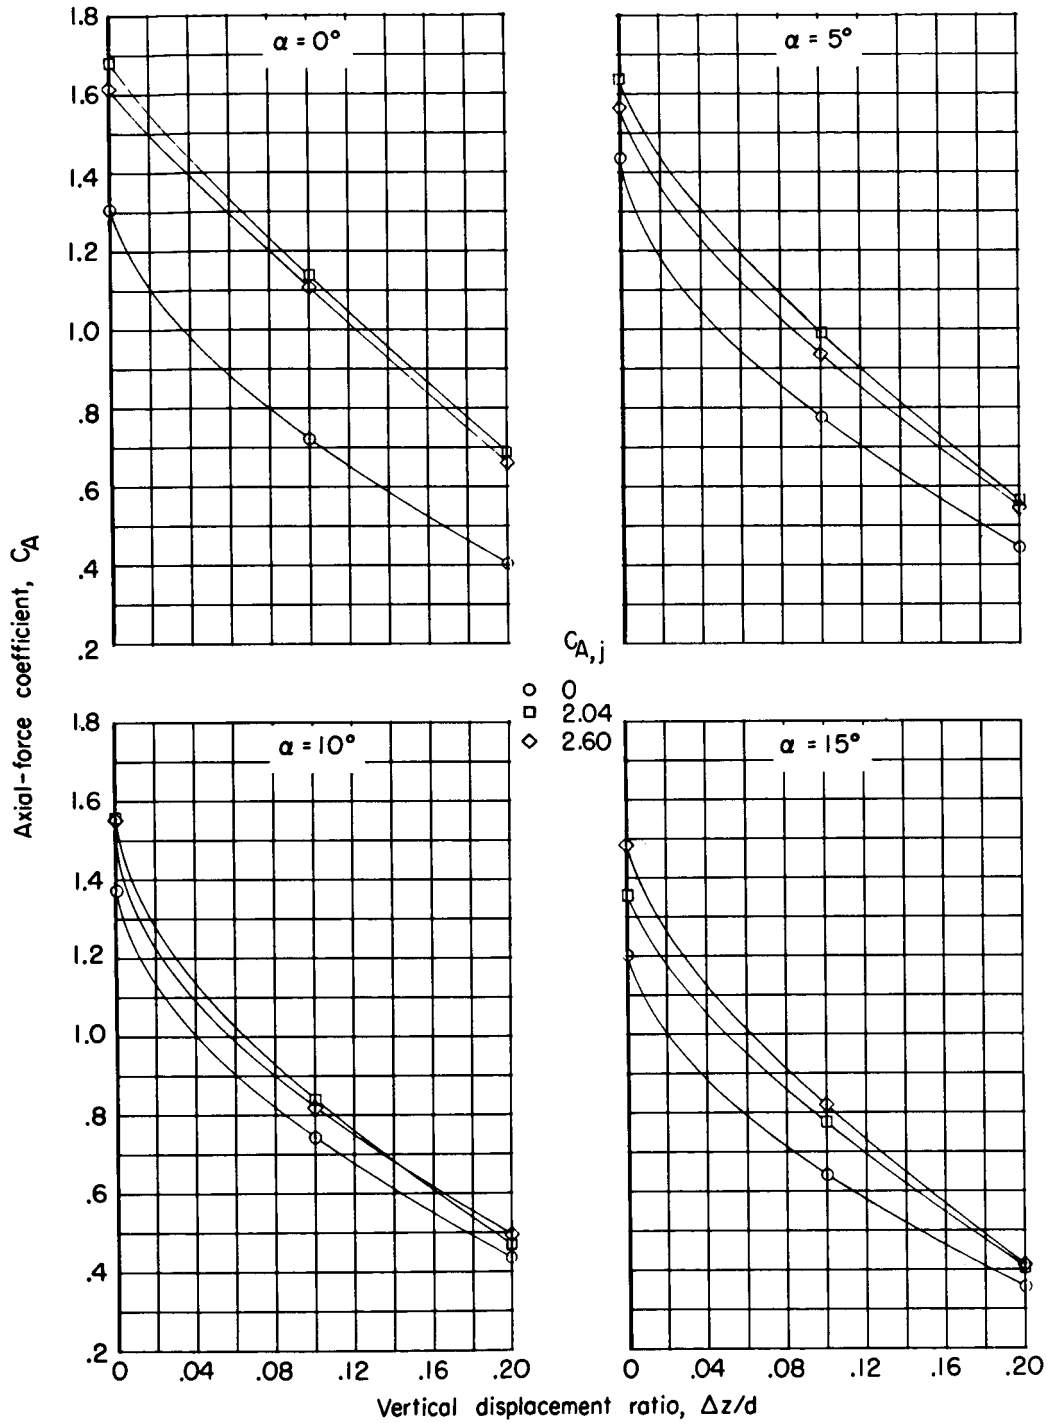 α = 0°
α = 5°
1.8
1.6
1.4
1.2
1.0
.8
.6
.4
.2
Axial-force coefficient, C_A
C_A,j
0
2.04
2.60
α = 10°
α = 15°
1.8
1.6
1.4
1.2
1.0
.8
.6
.4
.2
0 .04 .08 .12 .16 .20
0 .04 .08 .12 .16 .20
Vertical displacement ratio, Δz/d